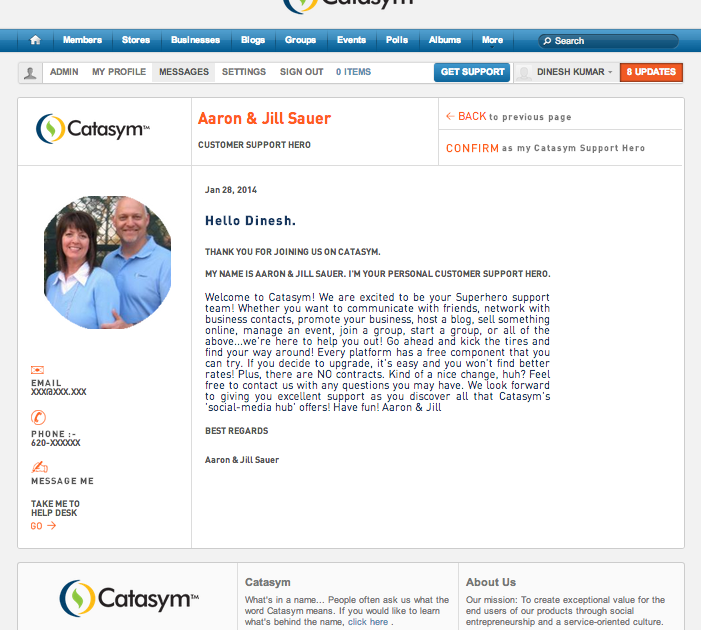 Catasym
Members Stores Businesses Blogs Groups Events Polls Albums More Search
ADMIN MY PROFILE MESSAGES SETTINGS SIGN OUT 0 ITEMS GET SUPPORT DINESH KUMAR 8 UPDATES
Catasym™
Aaron & Jill Sauer
CUSTOMER SUPPORT HERO
← BACK to previous page
CONFIRM as my Catasym Support Hero
Jan 28, 2014
Hello Dinesh.
THANK YOU FOR JOINING US ON CATASYM.
MY NAME IS AARON & JILL SAUER. I'M YOUR PERSONAL CUSTOMER SUPPORT HERO.
Welcome to Catasym! We are excited to be your Superhero support
team! Whether you want to communicate with friends, network with
business contacts, promote your business, host a blog, sell something
online, manage an event, join a group, start a group, or all of the
above...we're here to help you out! Go ahead and kick the tires and
find your way around! Every platform has a free component that you
can try. If you decide to upgrade, it's easy and you won't find better
rates! Plus, there are NO contracts. Kind of a nice change, huh? Feel
free to contact us with any questions you may have. We look forward
to giving you excellent support as you discover all that Catasym's
'social-media hub' offers! Have fun! Aaron & Jill
BEST REGARDS
Aaron & Jill Sauer
EMAIL
XXX@XXX.XXX
PHONE :-
620-XXXXXX
MESSAGE ME
TAKE ME TO
HELP DESK
GO →
Catasym™
Catasym
What's in a name... People often ask us what the
word Catasym means. If you would like to learn
what's behind the name, click here .
About Us
Our mission: To create exceptional value for the
end users of our products through social
entrepreneurship and a service-oriented culture.